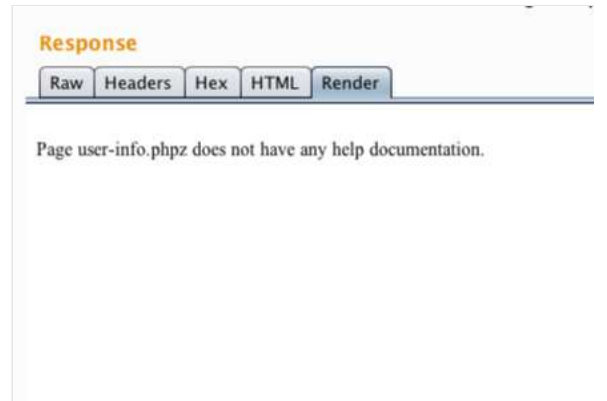 Response
Raw Headers Hex HTML Render
Page user-info.phpz does not have any help documentation.